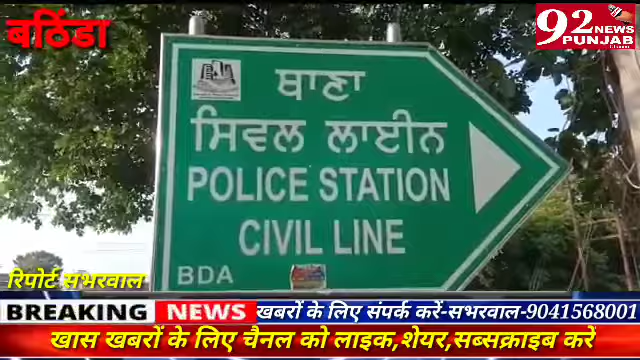 बठिंडा
92 NEWS
PUNJAB
ਥਾਣਾ
ਸਿਵਲ ਲਾਈਨ
POLICE STATION
CIVIL LINE
BDA
रिपोर्ट सभरवाल
BREAKING NEWS खबरों के लिए संपर्क करें-सभरवाल-9041568001
खास खबरों के लिए चैनल को लाइक,शेयर,सब्सक्राइब करें